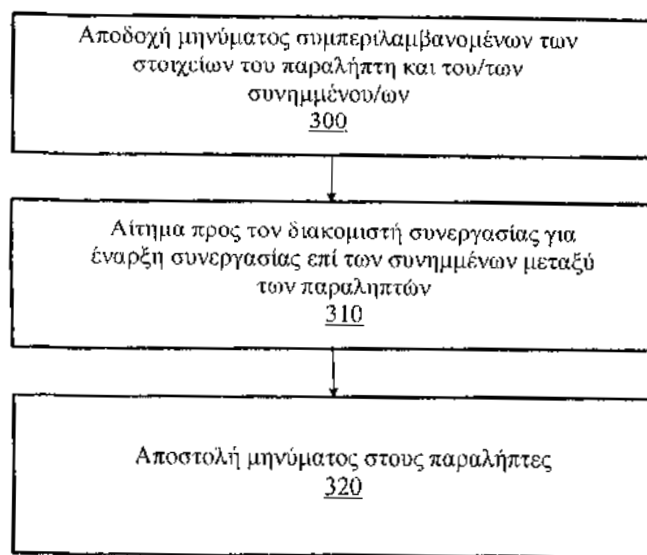 Αποδοχή μηνύματος συμπεριλαμβανομένων των
στοιχείων του παραλήπτη και του/των
συνημμένου/ων
300
Αίτημα προς τον διακομιστή συνεργασίας για
έναρξη συνεργασίας επί των συνημμένων μεταξύ
των παραληπτών
310
Αποστολή μηνύματος στους παραλήπτες
320